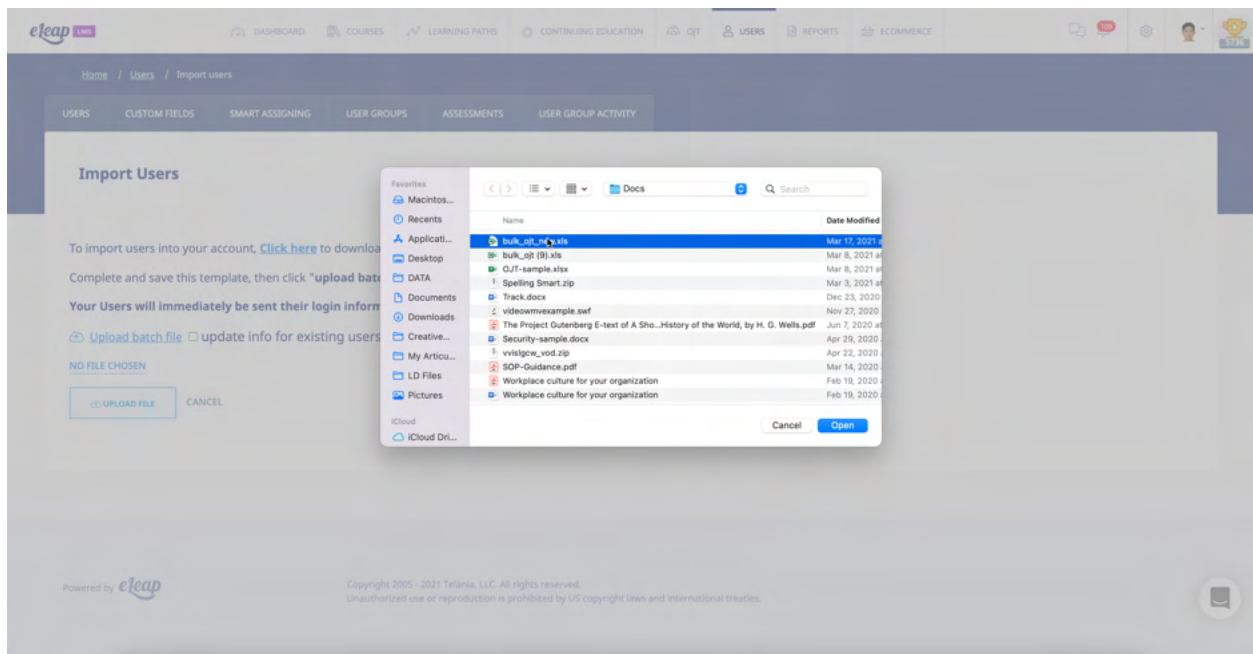 eleap LMS
DASHBOARD COURSES LEARNING PATHS CONTINUING EDUCATION OJT USERS REPORTS ECOMMERCE
Home / Users / Import users
USERS CUSTOM FIELDS SMART ASSIGNING USER GROUPS ASSESSMENTS USER GROUP ACTIVITY
Import Users
To import users into your account, Click here to downloa
Complete and save this template, then click "upload bat
Your Users will immediately be sent their login inform
Upload batch file update info for existing users
NO FILE CHOSEN
UPLOAD FILE CANCEL
Favorites
Macintos...
Recents
Applicati...
Desktop
DATA
Documents
Downloads
Creative...
My Articu...
LD Files
Pictures
iCloud
iCloud Dri...
Docs
Search
Name Date Modified
bulk_ojt_new.xls Mar 17, 2021 a
bulk_ojt (9).xls Mar 8, 2021 at
OJT-sample.xlsx Mar 8, 2021 at
Spelling Smart.zip Mar 3, 2021 at
Track.docx Dec 23, 2020
videowmvexample.swf Nov 27, 2020
The Project Gutenberg E-text of A Sho...History of the World, by H. G. Wells.pdf Jun 7, 2020 at
Security-sample.docx Apr 29, 2020
vvislgcw_vod.zip Apr 22, 2020
SOP-Guidance.pdf Mar 14, 2020
Workplace culture for your organization Feb 19, 2020
Workplace culture for your organization Feb 19, 2020
Cancel Open
Powered by eleap
Copyright 2005 - 2021 Telania, LLC. All rights reserved.
Unauthorized use or reproduction is prohibited by US copyright laws and international treaties.